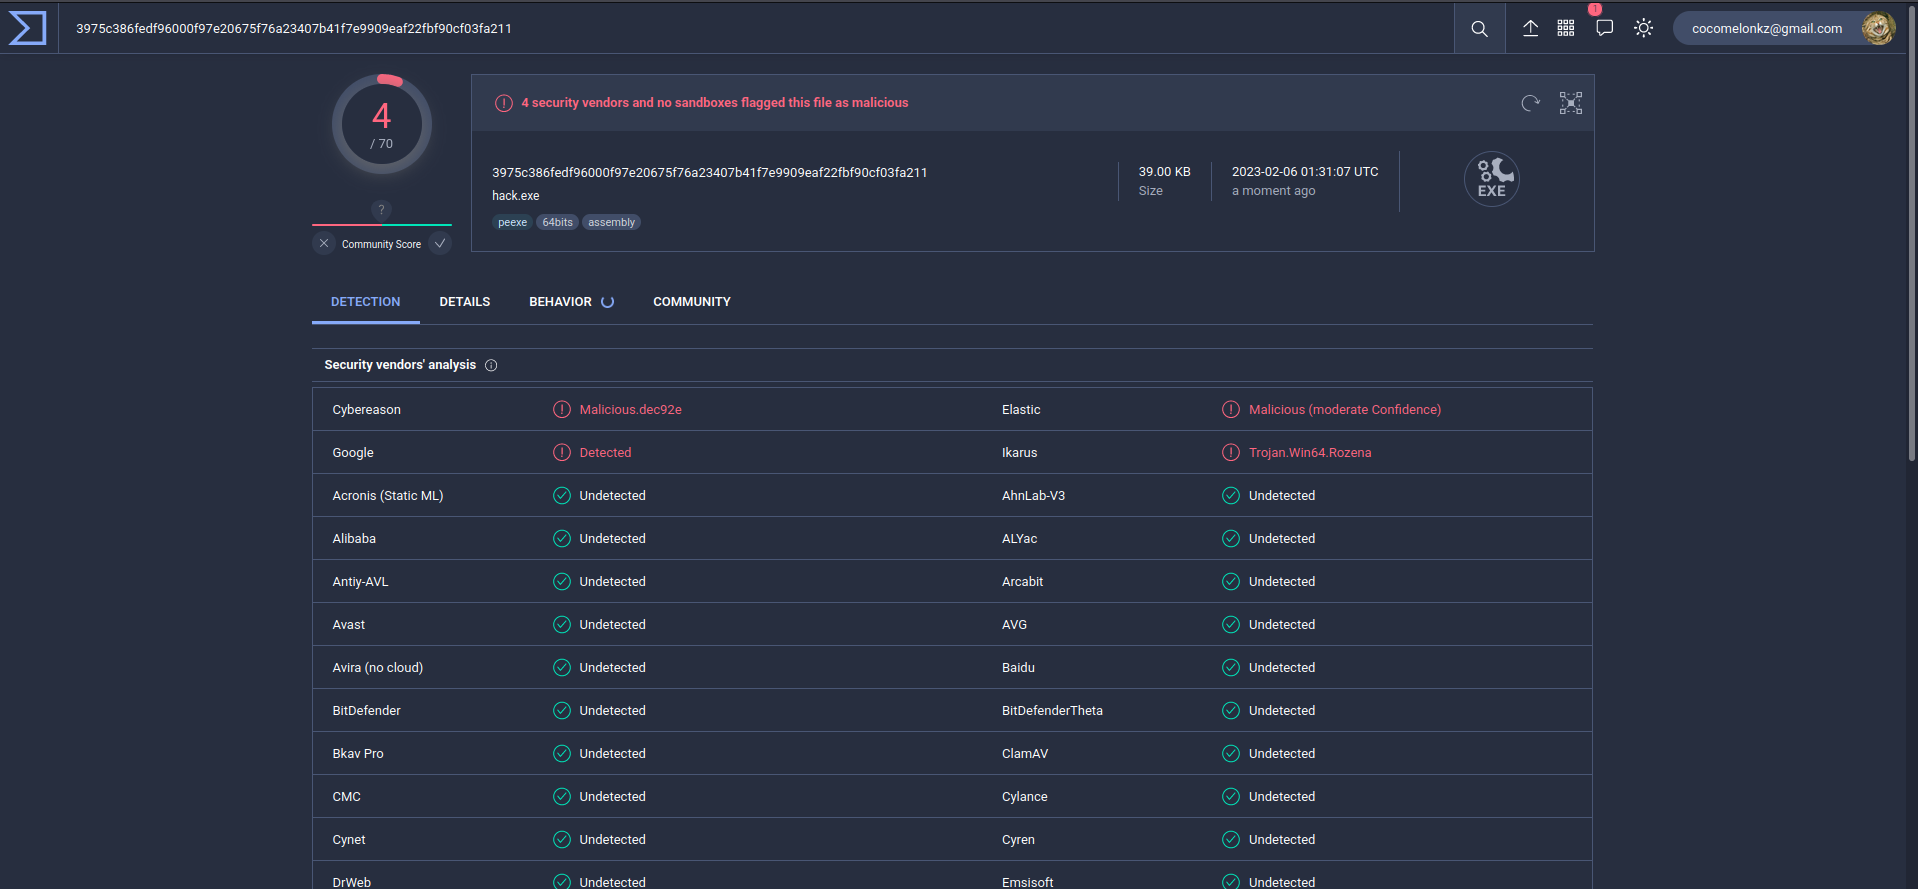 3975c386fedf96000f97e20675f76a23407b41f7e9909eaf22fbf90cf03fa211
1
cocomelonkz@gmail.com
4
/ 70
?
Community Score
4 security vendors and no sandboxes flagged this file as malicious
3975c386fedf96000f97e20675f76a23407b41f7e9909eaf22fbf90cf03fa211
hack.exe
peexe 64bits assembly
39.00 KB
Size
2023-02-06 01:31:07 UTC
a moment ago
EXE
DETECTION DETAILS BEHAVIOR COMMUNITY
Security vendors' analysis
Cybereason Malicious.dec92e Elastic Malicious (moderate Confidence)
Google Detected Ikarus Trojan.Win64.Rozena
Acronis (Static ML) Undetected AhnLab-V3 Undetected
Alibaba Undetected ALYac Undetected
Antiy-AVL Undetected Arcabit Undetected
Avast Undetected AVG Undetected
Avira (no cloud) Undetected Baidu Undetected
BitDefender Undetected BitDefenderTheta Undetected
Bkav Pro Undetected ClamAV Undetected
CMC Undetected Cylance Undetected
Cynet Undetected Cyren Undetected
DrWeb Undetected Emsisoft Undetected